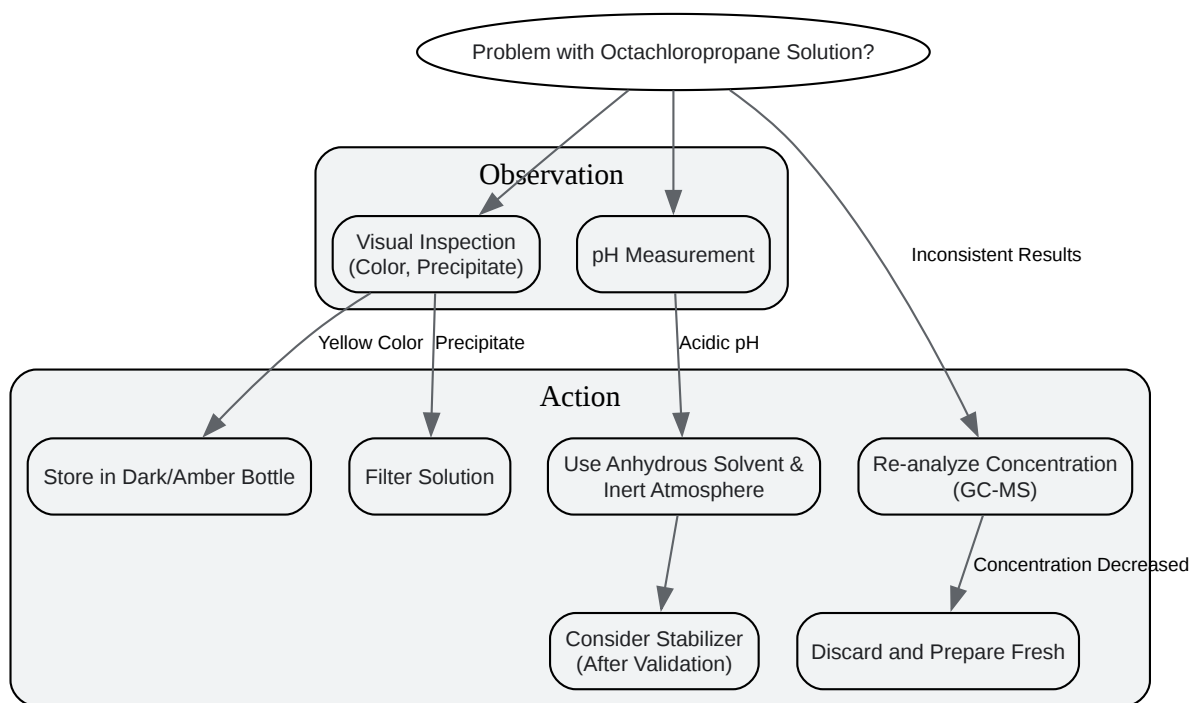 Problem with Octachloropropane Solution?
Observation
Visual Inspection
(Color, Precipitate)
pH Measurement
Inconsistent Results
Yellow Color
Precipitate
Acidic pH
Action
Store in Dark/Amber Bottle
Filter Solution
Use Anhydrous Solvent &
Inert Atmosphere
Re-analyze Concentration
(GC-MS)
Concentration Decreased
Consider Stabilizer
(After Validation)
Discard and Prepare Fresh